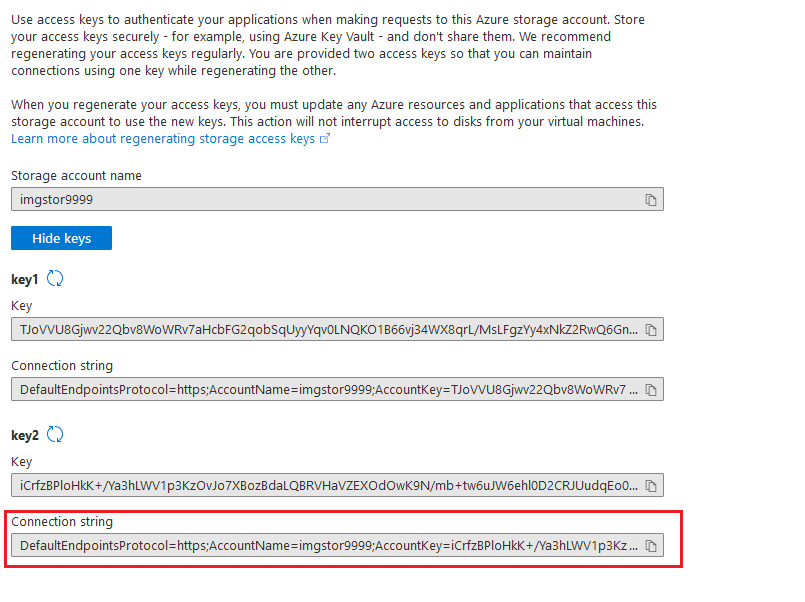 Use access keys to authenticate your applications when making requests to this Azure storage account. Store
your access keys securely - for example, using Azure Key Vault - and don't share them. We recommend
regenerating your access keys regularly. You are provided two access keys so that you can maintain
connections using one key while regenerating the other.
When you regenerate your access keys, you must update any Azure resources and applications that access this
storage account to use the new keys. This action will not interrupt access to disks from your virtual machines.
Learn more about regenerating storage access keys
Storage account name
imgstor9999
Hide keys
key1
Key
TJoVVU8Gjwv22Qbv8WoWRv7aHcbFG2qobSqUyyYqv0LNQKO1B66vj34WX8qrL/MsLFgzYy4xNkZ2RwQ6Gn...
Connection string
DefaultEndpointsProtocol=https;AccountName=imgstor9999;AccountKey=TJoVVU8Gjwv22Qbv8WoWRv7 ...
key2
Key
iCrfzBPloHkK+/Ya3hLWV1p3KzOvJo7XBozBdaLQBRVHaVZEXOdOwK9N/mb+tw6uJW6ehl0D2CRJUudqEo0...
Connection string
DefaultEndpointsProtocol=https;AccountName=imgstor9999;AccountKey=iCrfzBPloHkK+/Ya3hLWV1p3Kz ...